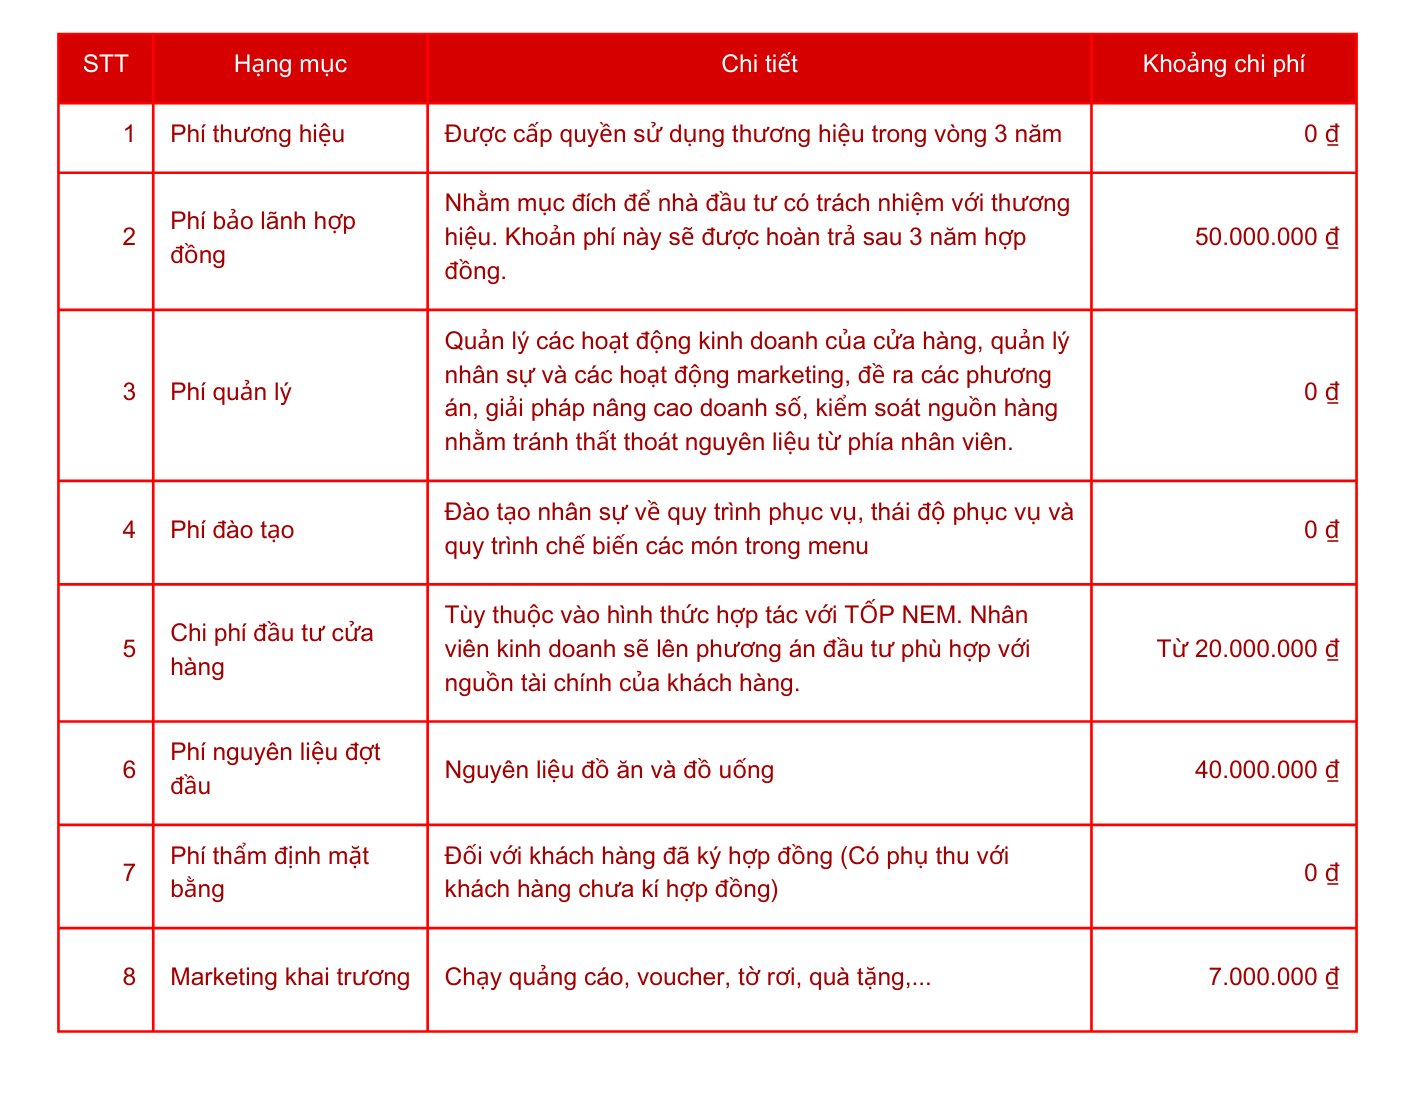 STT Hạng mục Chi tiết Khoảng chi phí
1 Phí thương hiệu Được cấp quyền sử dụng thương hiệu trong vòng 3 năm 0 ₫
2 Phí bảo lãnh hợp
đồng
Nhằm mục đích để nhà đầu tư có trách nhiệm với thương
hiệu. Khoản phí này sẽ được hoàn trả sau 3 năm hợp
đồng.
50.000.000 ₫
3 Phí quản lý
Quản lý các hoạt động kinh doanh của cửa hàng, quản lý
nhân sự và các hoạt động marketing, đề ra các phương
án, giải pháp nâng cao doanh số, kiểm soát nguồn hàng
nhằm tránh thất thoát nguyên liệu từ phía nhân viên.
0 ₫
4 Phí đào tạo
Đào tạo nhân sự về quy trình phục vụ, thái độ phục vụ và
quy trình chế biến các món trong menu
0 ₫
5 Chi phí đầu tư cửa
hàng
Tùy thuộc vào hình thức hợp tác với TỐP NEM. Nhân
viên kinh doanh sẽ lên phương án đầu tư phù hợp với
nguồn tài chính của khách hàng.
Từ 20.000.000 ₫
6 Phí nguyên liệu đợt
đầu
Nguyên liệu đồ ăn và đồ uống
40.000.000 ₫
7 Phí thẩm định mặt
bằng
Đối với khách hàng đã ký hợp đồng (Có phụ thu với
khách hàng chưa kí hợp đồng)
0 ₫
8 Marketing khai trương Chạy quảng cáo, voucher, tờ rơi, quà tặng,... 7.000.000 ₫